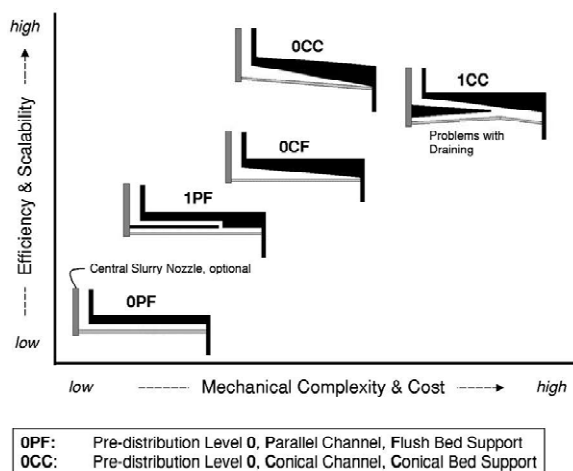 high
0CC
1CC
Problems with
Draining
0CF
1PF
Central Slurry Nozzle, optional
0PF
low
Efficiency & Scalability
low
Mechanical Complexity & Cost
high
0PF: Pre-distribution Level 0, Parallel Channel, Flush Bed Support
0CC: Pre-distribution Level 0, Conical Channel, Conical Bed Support